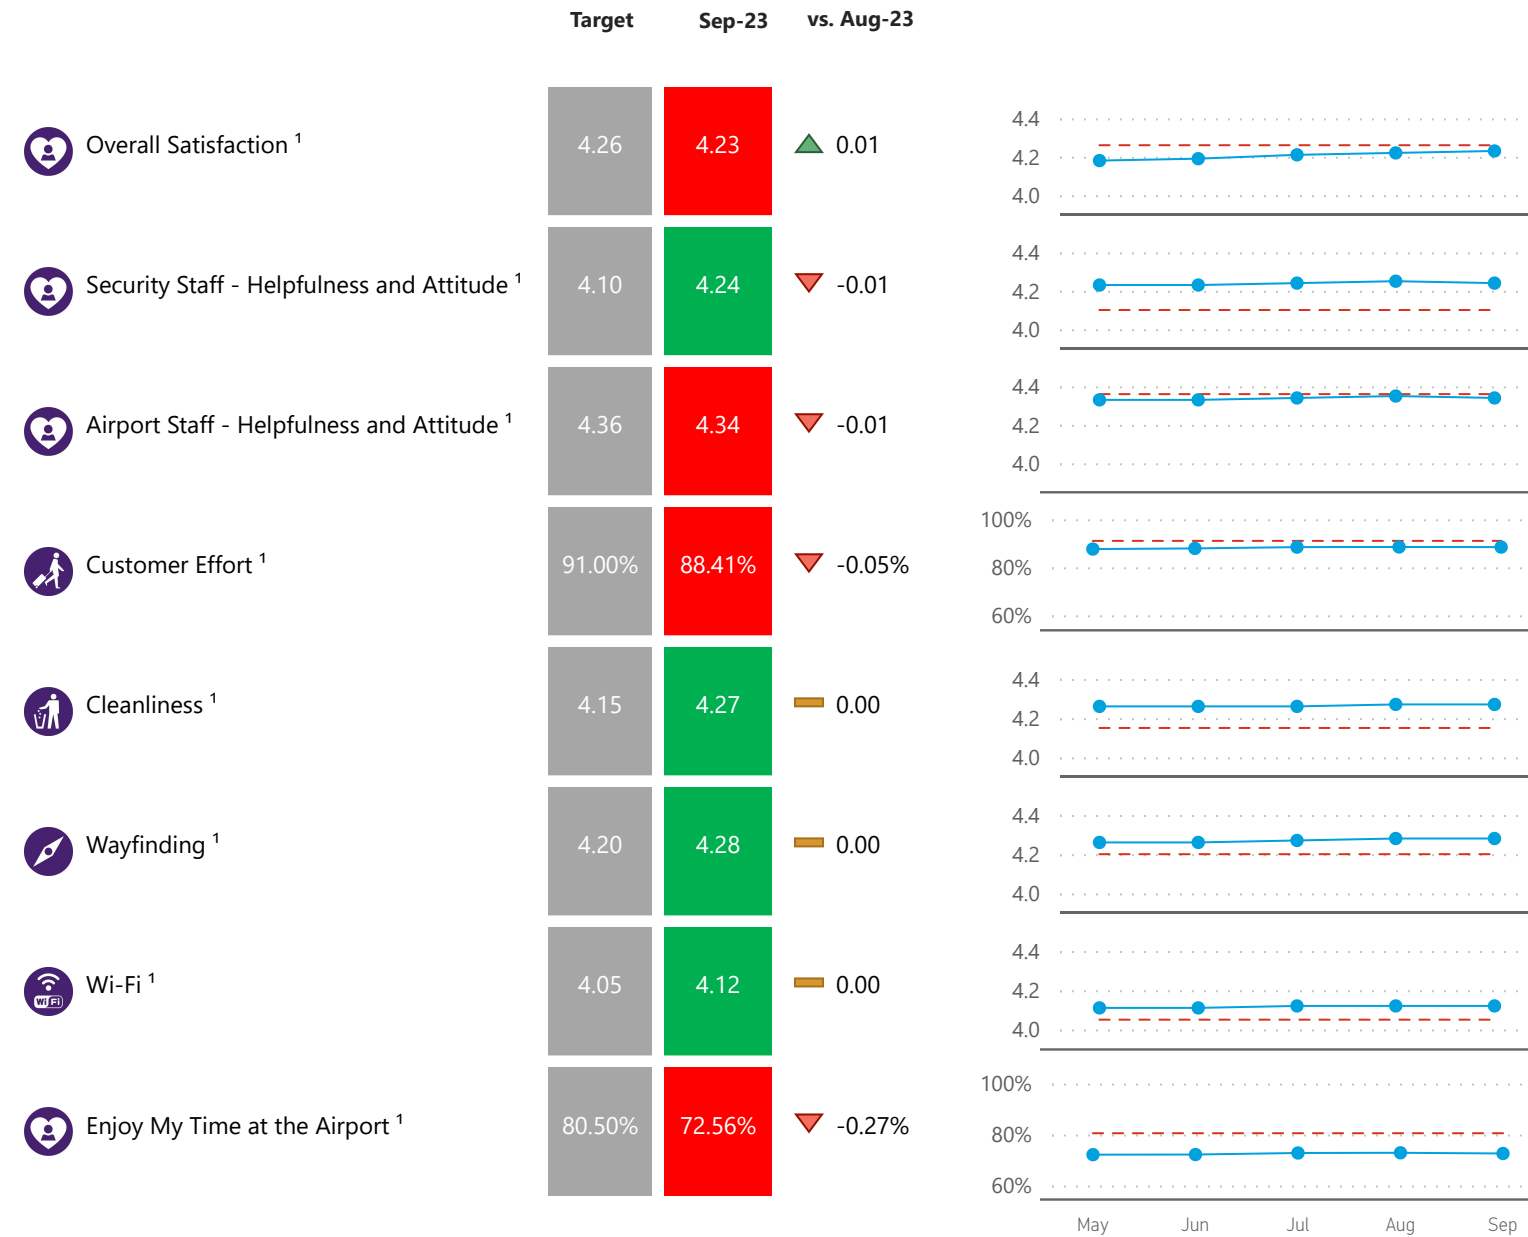 Target Sep-23 vs. Aug-23
Overall Satisfaction ¹ 4.26 4.23 0.01
4.4
4.2
4.0
Security Staff - Helpfulness and Attitude ¹ 4.10 4.24 -0.01
4.4
4.2
4.0
Airport Staff - Helpfulness and Attitude ¹ 4.36 4.34 -0.01
4.4
4.2
4.0
Customer Effort ¹ 91.00% 88.41% -0.05%
100%
80%
60%
Cleanliness ¹ 4.15 4.27 0.00
4.4
4.2
4.0
Wayfinding ¹ 4.20 4.28 0.00
4.4
4.2
4.0
Wi-Fi ¹ 4.05 4.12 0.00
WiFi
4.4
4.2
4.0
Enjoy My Time at the Airport ¹ 80.50% 72.56% -0.27%
100%
80%
60%
May Jun Jul Aug Sep